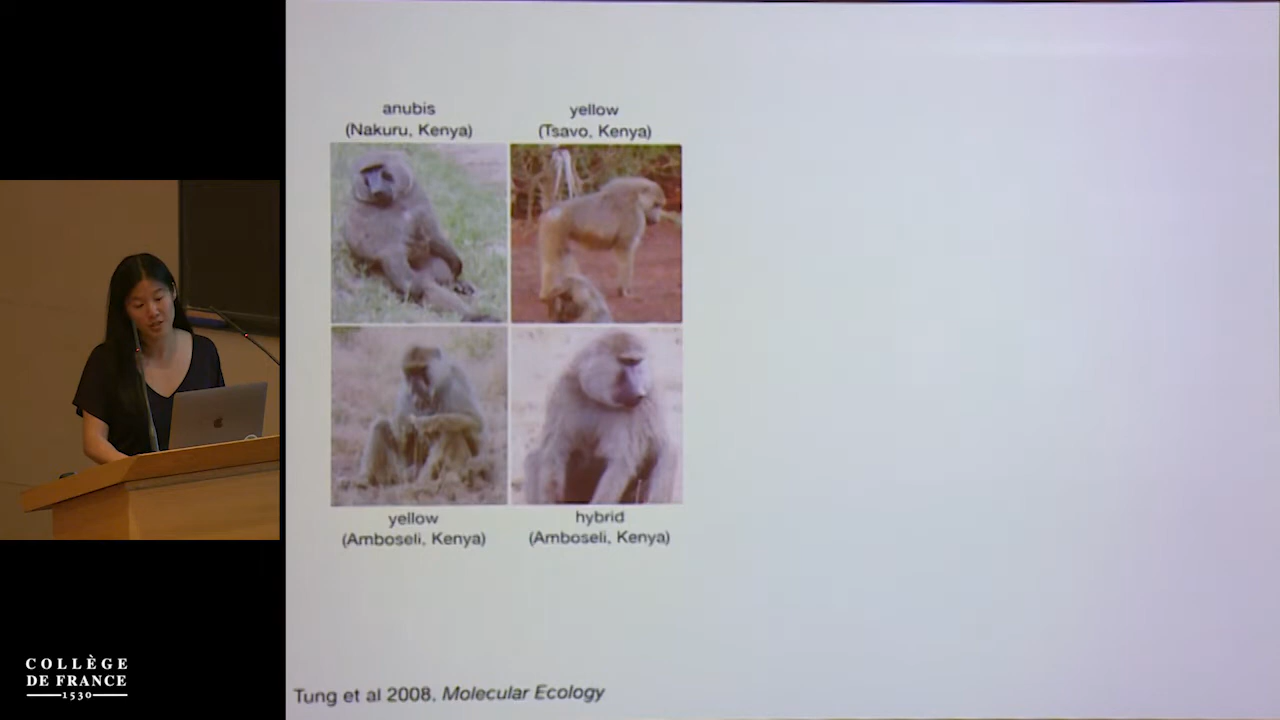 anubis
(Nakuru, Kenya)
yellow
(Tsavo, Kenya)
yellow
(Amboseli, Kenya)
hybrid
(Amboseli, Kenya)
Tung et al 2008, Molecular Ecology
COLLÈGE
DE FRANCE
1530